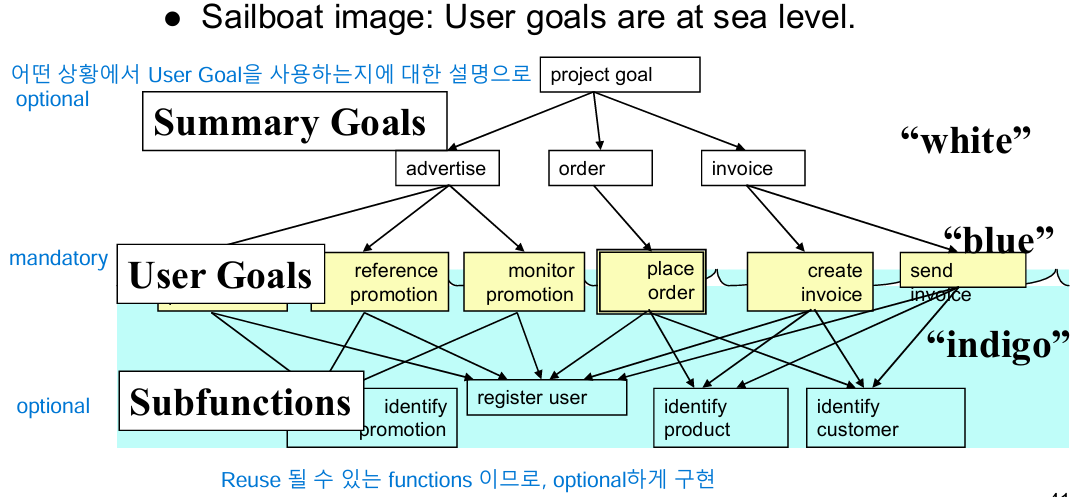 ● Sailboat image: User goals are at sea level.
어떤 상황에서 User Goal을 사용하는지에 대한 설명으로
optional
project goal
Summary Goals
“white”
advertise
order
invoice
mandatory
“blue”
User Goals
reference
promotion
monitor
promotion
place
order
create
invoice
send
invoice
“indigo”
optional
Subfunctions
identify
promotion
register user
identify
product
identify
customer
Reuse 될 수 있는 functions 이므로, optional하게 구현